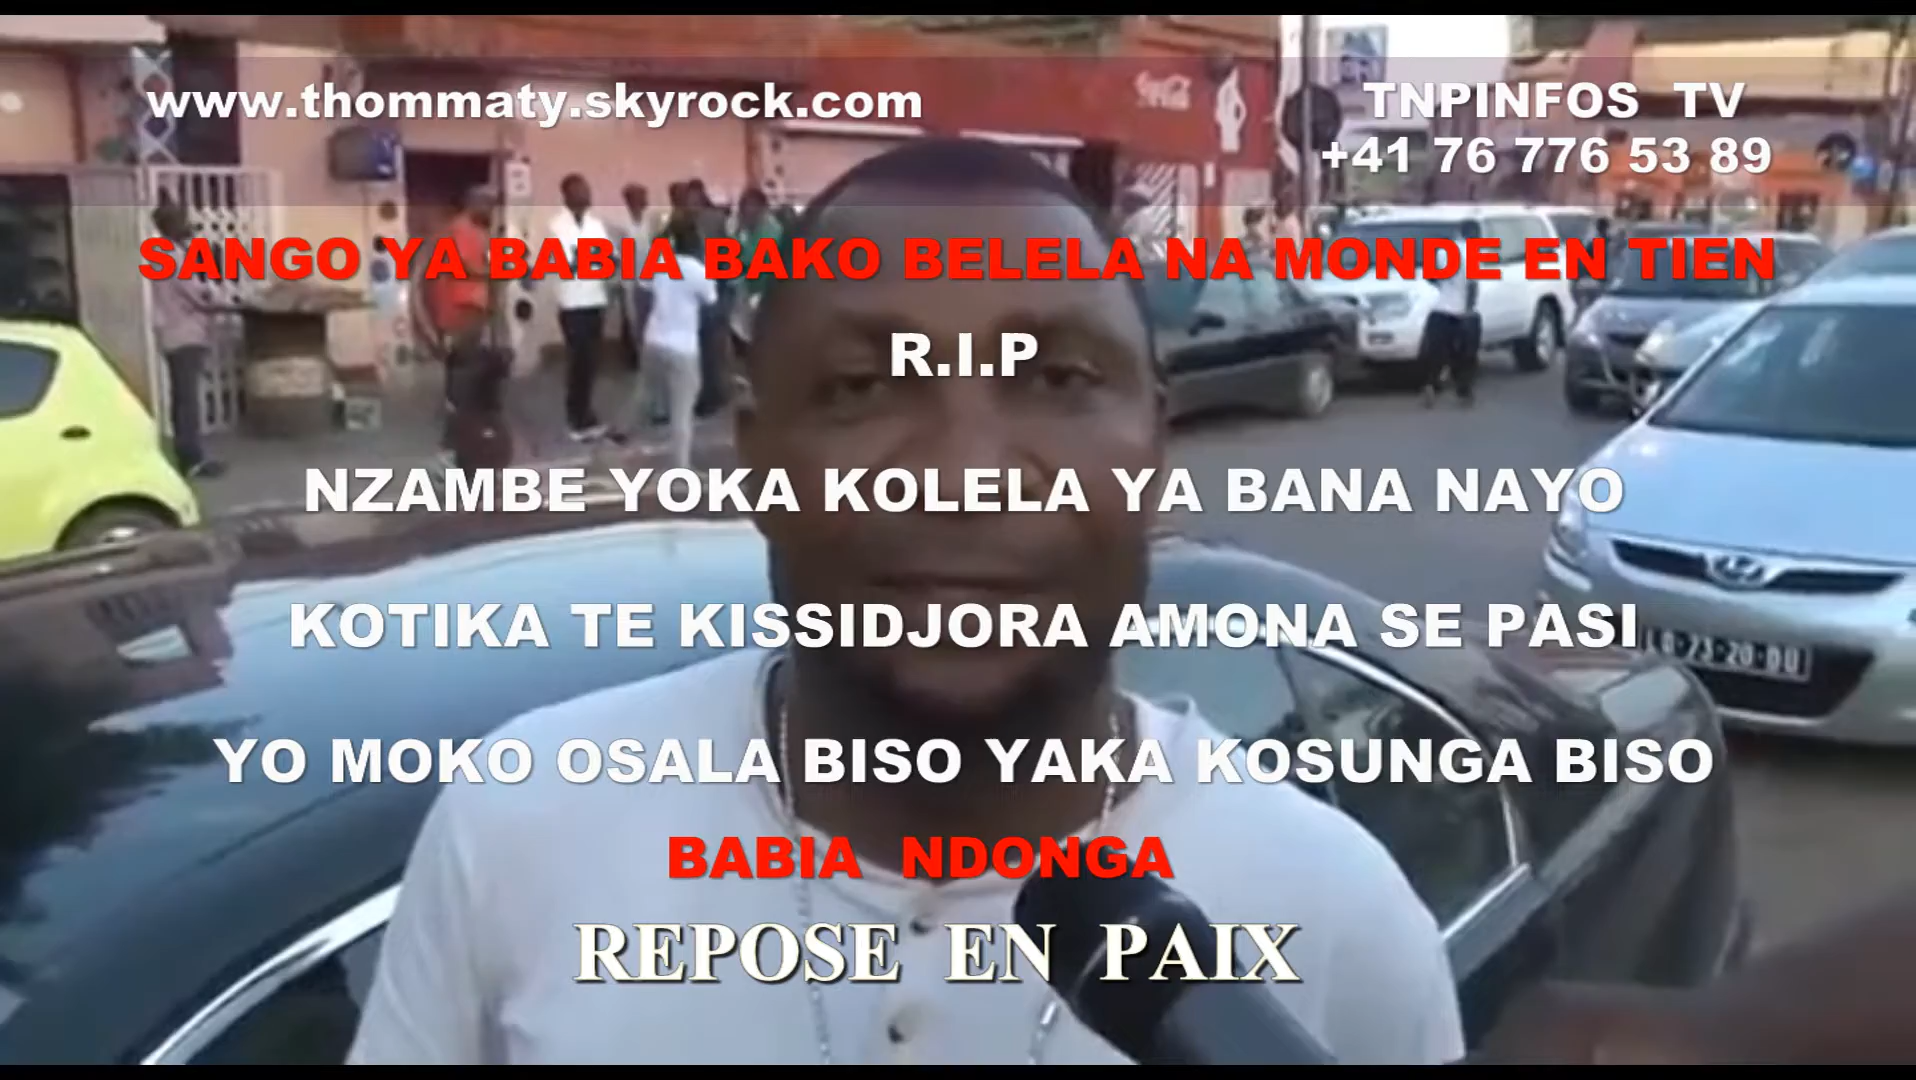 www.thommaty.skyrock.com
TNPINFOS TV
+41 76 776 53 89
Coca-Cola
SANGO YA BABIA BAKO BELELA NA MONDE EN TIEN
R.I.P
NZAMBE YOKA KOLELA YA BANA NAYO
KOTIKA TE KISSIDJORA AMONA SE PASI
YO MOKO OSALA BISO YAKA KOSUNGA BISO
BABIA NDONGA
REPOSE EN PAIX